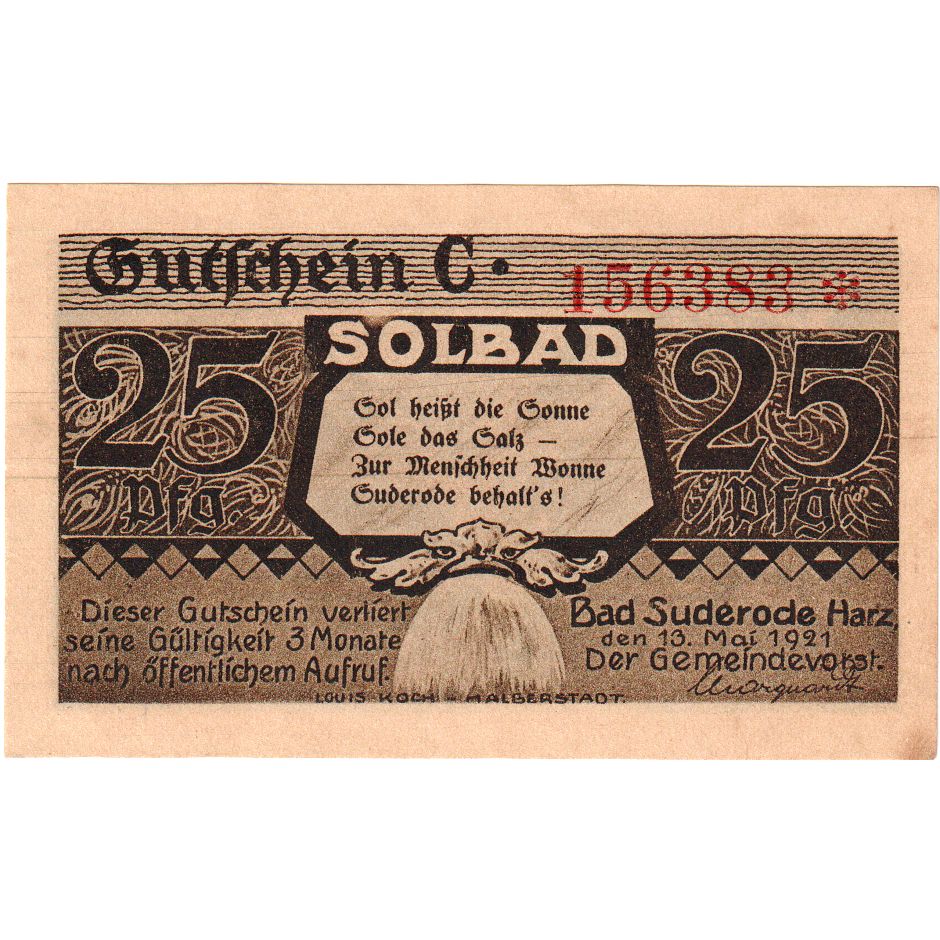 Gutschein C.
156383 *
SOLBAD
25 Pfg.
Sol heißt die Sonne
Sole das Salz —
Zur Menschheit Wonne
Suderode behalt's!
25 Pfg.
Dieser Gutschein verliert
seine Gültigkeit 3 Monate
nach öffentlichem Aufruf.
Bad Suderode Harz,
den 13. Mai 1921
Der Gemeindevorst.
Marquardt
LOUIS KOCH – HALBERSTADT.